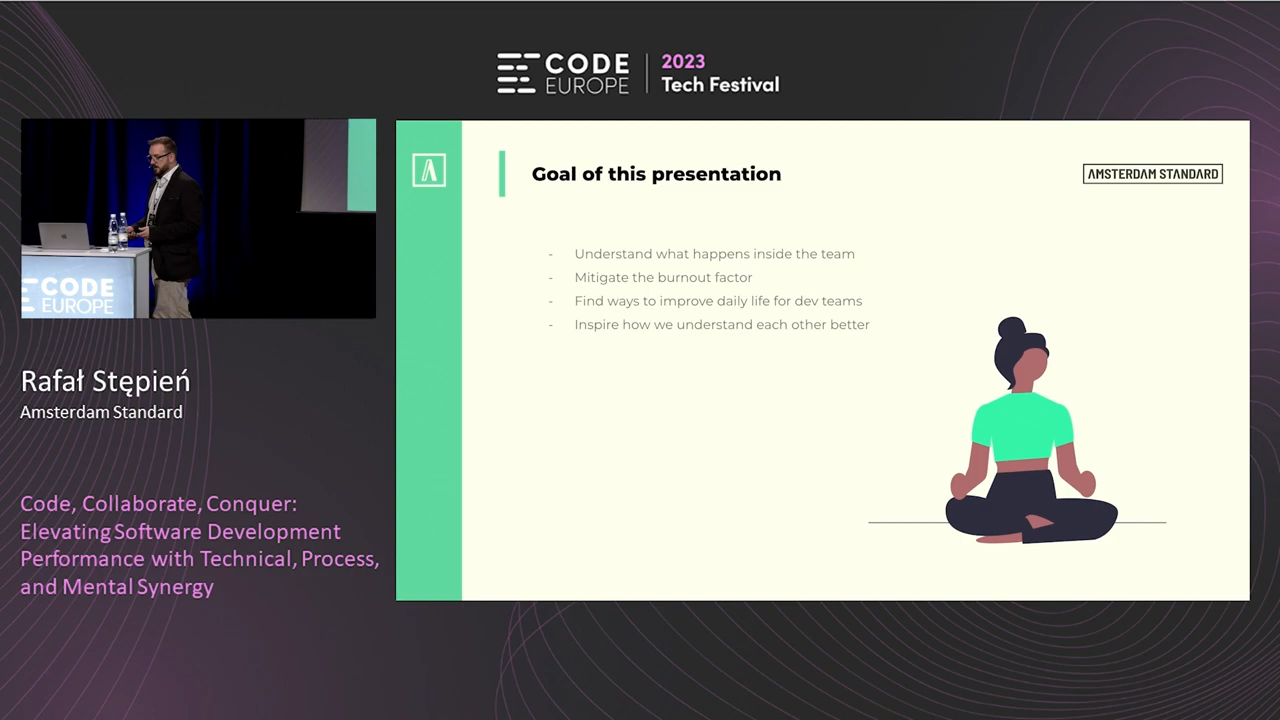 CODE
EUROPE
2023
Tech Festival
CODE
EUROPE
Rafał Stępień
Amsterdam Standard
Code, Collaborate, Conquer:
Elevating Software Development
Performance with Technical, Process,
and Mental Synergy
Goal of this presentation
AMSTERDAM STANDARD
- Understand what happens inside the team
- Mitigate the burnout factor
- Find ways to improve daily life for dev teams
- Inspire how we understand each other better